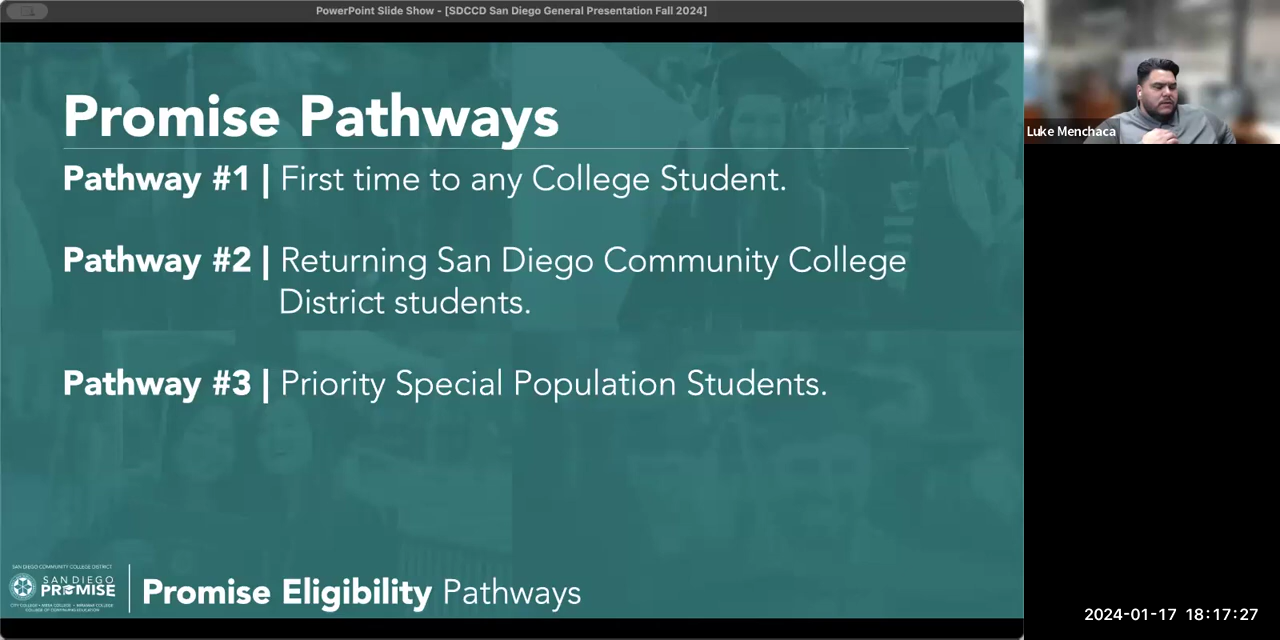 PowerPoint Slide Show - [SDCCD San Diego General Presentation Fall 2024]
Promise Pathways
Pathway #1 | First time to any College Student.
Pathway #2 | Returning San Diego Community College
District students.
Pathway #3 | Priority Special Population Students.
SAN DIEGO COMMUNITY COLLEGE DISTRICT
SAN DIEGO
PROMISE
CITY COLLEGE • MESA COLLEGE • MIRAMAR COLLEGE
COLLEGE OF CONTINUING EDUCATION
Promise Eligibility Pathways
Luke Menchaca
2024-01-17 18:17:27